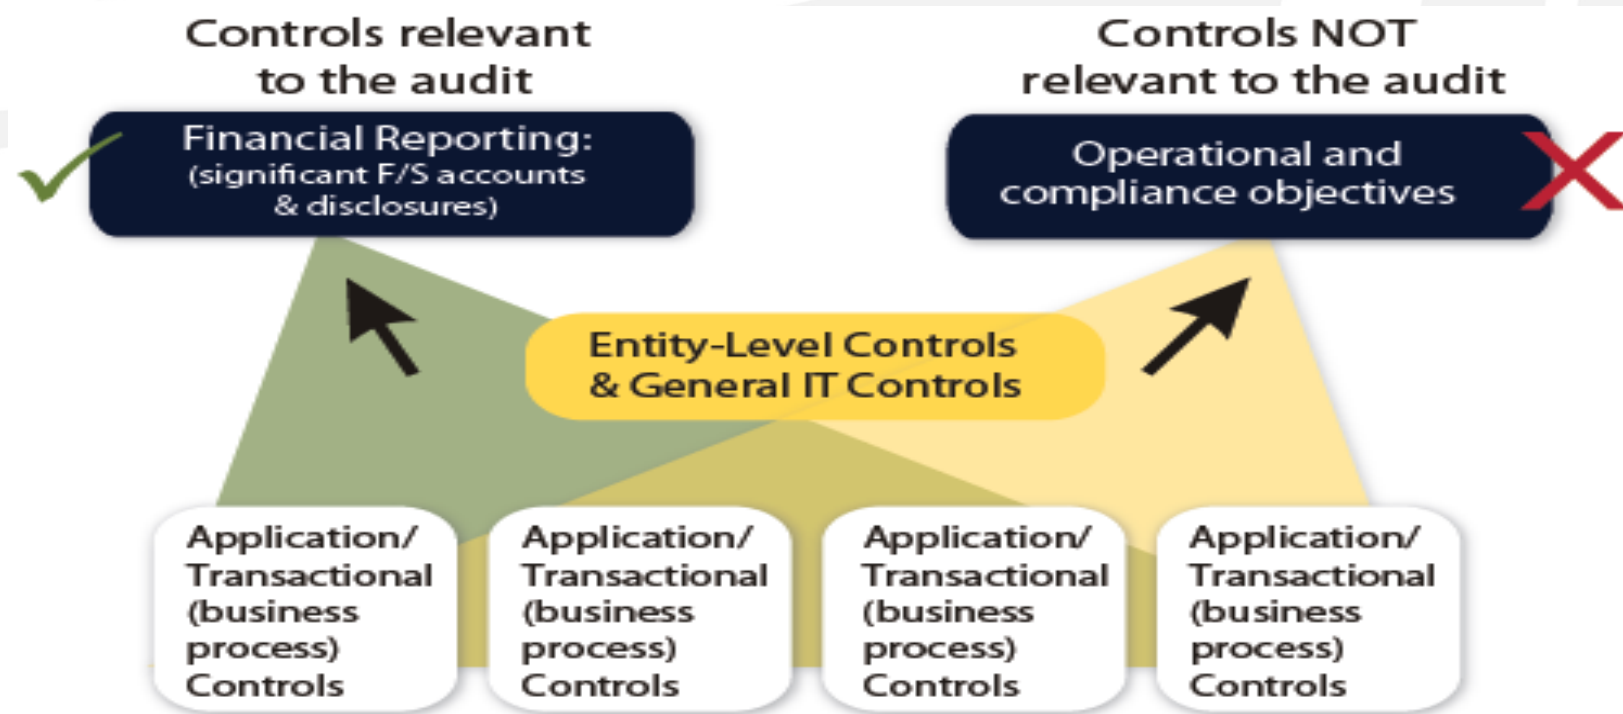 Controls relevant
to the audit
Controls NOT
relevant to the audit
Financial Reporting:
(significant F/S accounts
& disclosures)
Operational and
compliance objectives
Entity-Level Controls
& General IT Controls
Application/
Transactional
(business
process)
Controls
Application/
Transactional
(business
process)
Controls
Application/
Transactional
(business
process)
Controls
Application/
Transactional
(business
process)
Controls